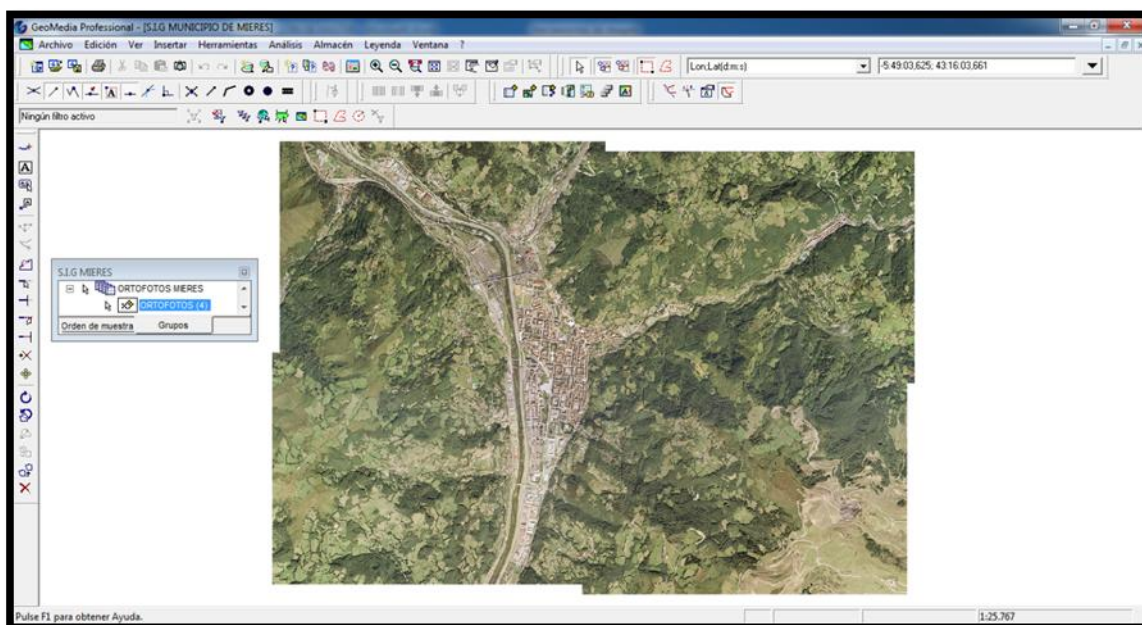 GeoMedia Professional - [S.I.G MUNICIPIO DE MIERES]
Archivo Edición Ver Insertar Herramientas Análisis Almacén Leyenda Ventana ?
Lon,Lat(d:m:s) -5:49:03,625; 43:16:03,661
Ningún filtro activo
S.I.G MIERES
ORTOFOTOS MIERES
ORTOFOTOS (4)
Orden de muestra Grupos
Pulse F1 para obtener Ayuda. 1:25.767